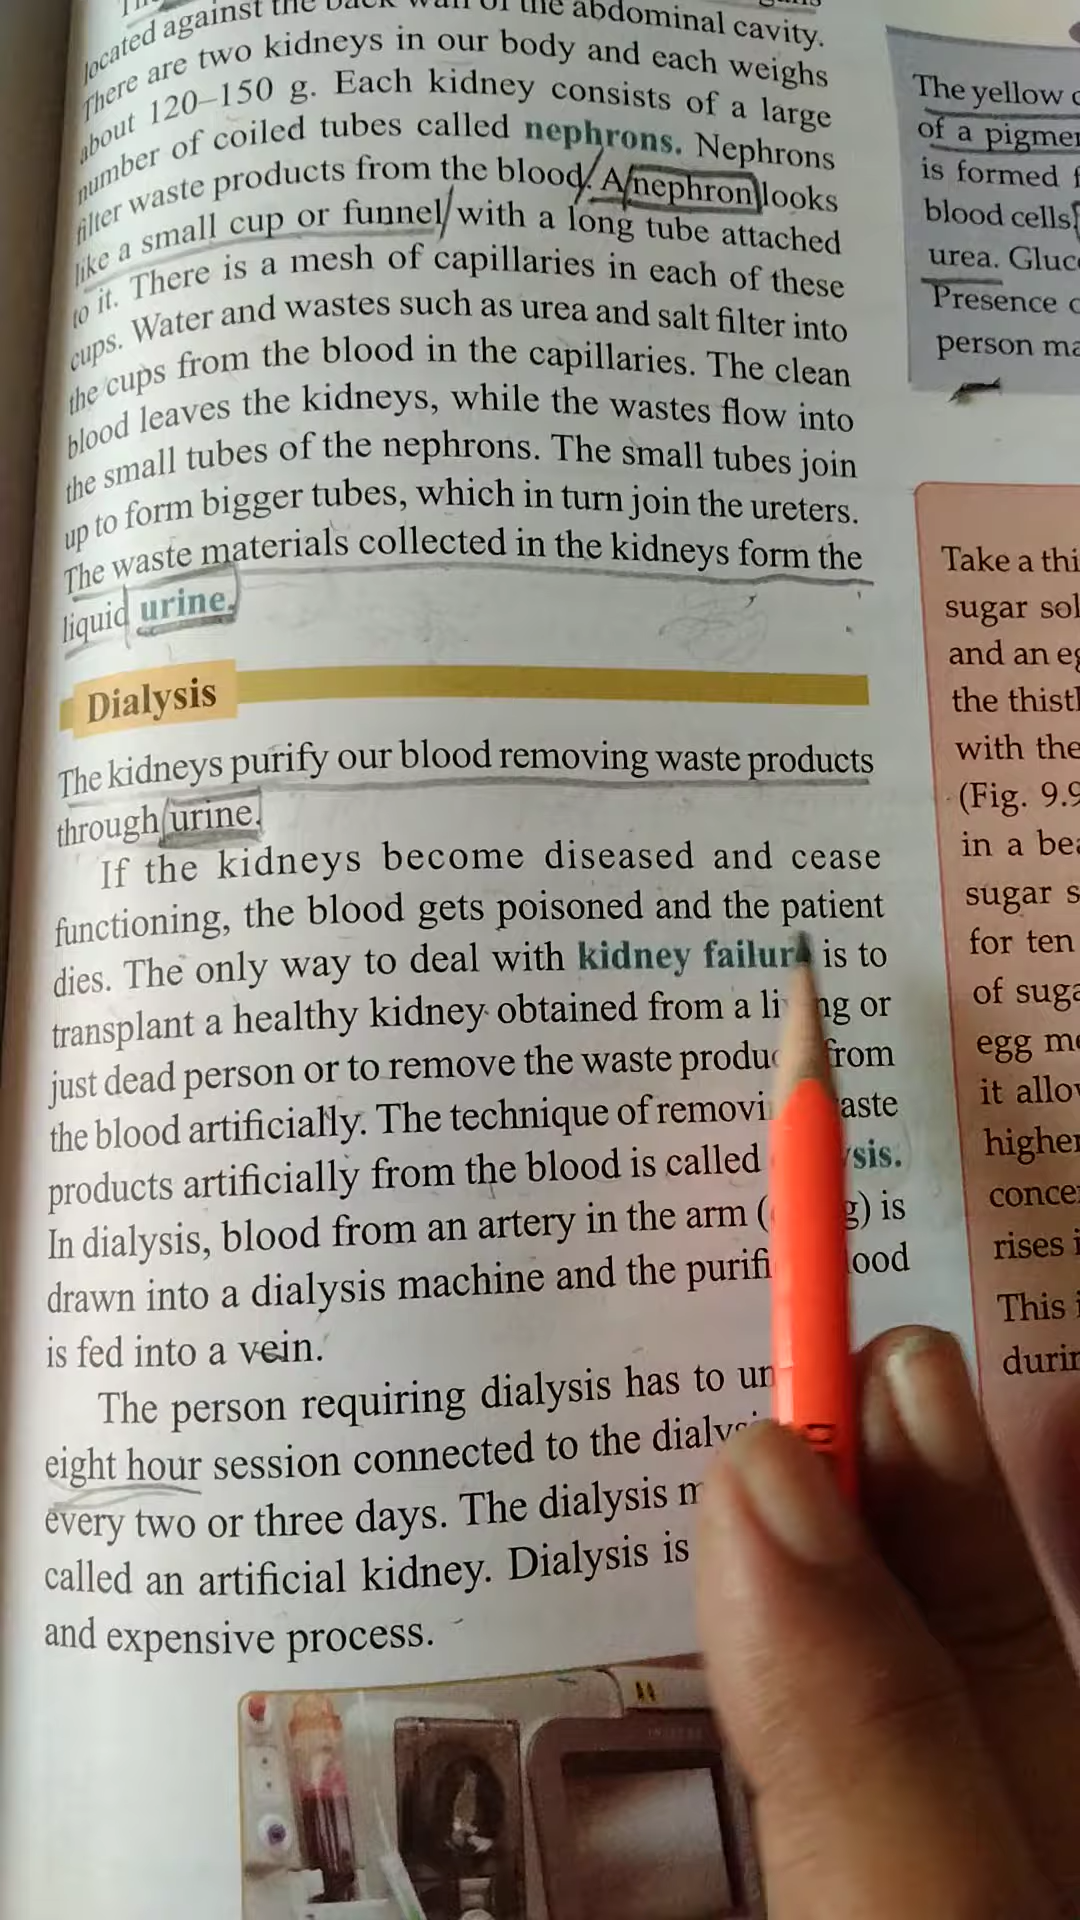 located against the back wall of the abdominal cavity.
There are two kidneys in our body and each weighs
about 120–150 g. Each kidney consists of a large
number of coiled tubes called nephrons. Nephrons
filter waste products from the blood. A nephron looks
like a small cup or funnel with a long tube attached
to it. There is a mesh of capillaries in each of these
cups. Water and wastes such as urea and salt filter into
the cups from the blood in the capillaries. The clean
blood leaves the kidneys, while the wastes flow into
the small tubes of the nephrons. The small tubes join
up to form bigger tubes, which in turn join the ureters.
The waste materials collected in the kidneys form the
liquid urine.
Dialysis
The kidneys purify our blood removing waste products
through urine.
If the kidneys become diseased and cease
functioning, the blood gets poisoned and the patient
dies. The only way to deal with kidney failure is to
transplant a healthy kidney obtained from a living or
just dead person or to remove the waste produc from
the blood artificially. The technique of removi aste
products artificially from the blood is called ysis.
In dialysis, blood from an artery in the arm ( g) is
drawn into a dialysis machine and the purifi lood
is fed into a vein.
The person requiring dialysis has to un
eight hour session connected to the dialysi
every two or three days. The dialysis m
called an artificial kidney. Dialysis is
and expensive process.
The yellow
of a pigmen
is formed
blood cells
urea. Gluc
Presence
person ma
Take a thi
sugar sol
and an eg
the thistl
with the
(Fig. 9.9
in a bea
sugar s
for ten
of suga
egg me
it allo
higher
conce
rises i
This i
durin